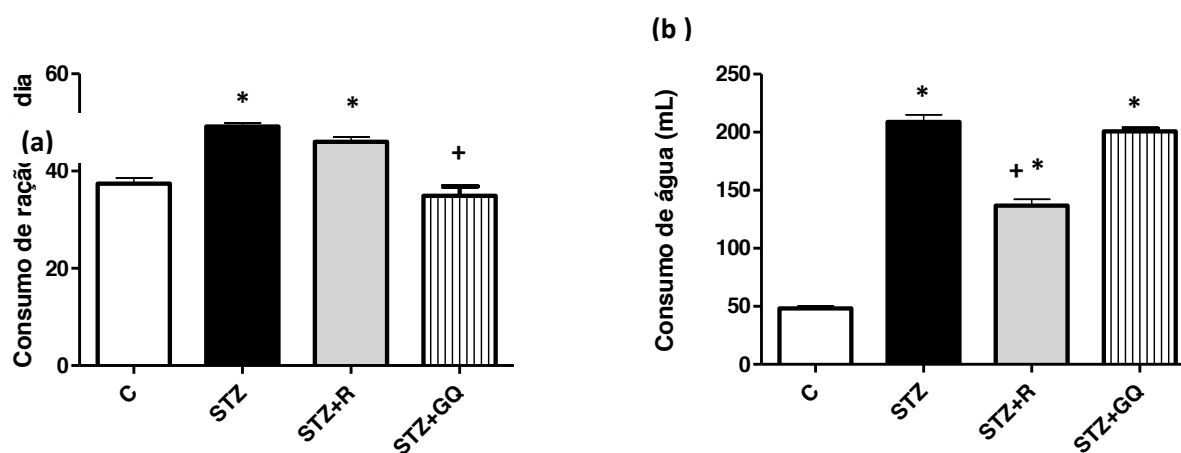 (b )
60
dia
(a)
40
20
0
Consumo de ração
*
*
+
C
STZ
STZ+R
STZ+GQ
250
200
150
100
50
0
Consumo de água (mL)
*
+ *
*
C
STZ
STZ+R
STZ+GQ